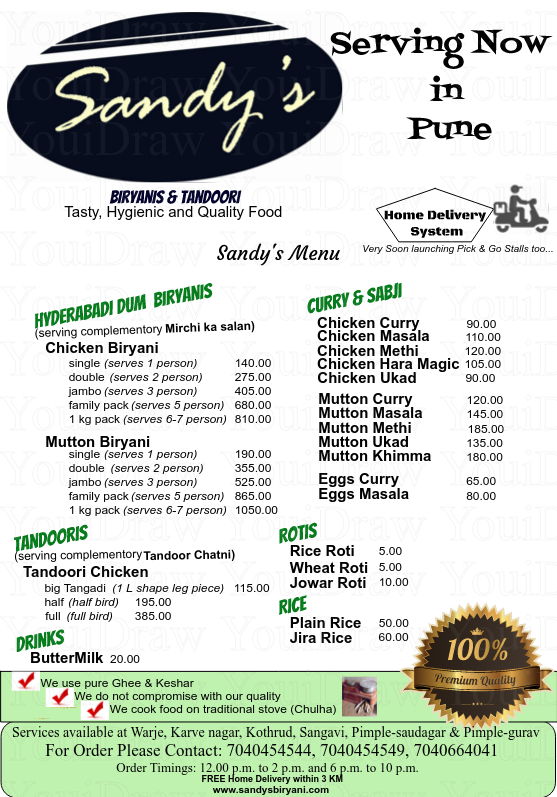 Sandy's
Serving Now
in
Pune
BIRYANIS & TANDOORI
Tasty, Hygienic and Quality Food
Home Delivery
System
Very Soon launching Pick & Go Stalls too...
Sandy's Menu
HYDERABADI DUM BIRYANIS
(serving complementory Mirchi ka salan)
Chicken Biryani
single (serves 1 person) 140.00
double (serves 2 person) 275.00
jambo (serves 3 person) 405.00
family pack (serves 5 person) 680.00
1 kg pack (serves 6-7 person) 810.00
Mutton Biryani
single (serves 1 person) 190.00
double (serves 2 person) 355.00
jambo (serves 3 person) 525.00
family pack (serves 5 person) 865.00
1 kg pack (serves 6-7 person) 1050.00
CURRY & SABJI
Chicken Curry 90.00
Chicken Masala 110.00
Chicken Methi 120.00
Chicken Hara Magic 105.00
Chicken Ukad 90.00
Mutton Curry 120.00
Mutton Masala 145.00
Mutton Methi 185.00
Mutton Ukad 135.00
Mutton Khimma 180.00
Eggs Curry 65.00
Eggs Masala 80.00
TANDOORIS
(serving complementory Tandoor Chatni)
Tandoori Chicken
big Tangadi (1 L shape leg piece) 115.00
half (half bird) 195.00
full (full bird) 385.00
DRINKS
ButterMilk 20.00
ROTIS
Rice Roti 5.00
Wheat Roti 5.00
Jowar Roti 10.00
RICE
Plain Rice 50.00
Jira Rice 60.00
100%
Premium Quality
We use pure Ghee & Keshar
We do not compromise with our quality
We cook food on traditional stove (Chulha)
Services available at Warje, Karve nagar, Kothrud, Sangavi, Pimple-saudagar & Pimple-gurav
For Order Please Contact: 7040454544, 7040454549, 7040664041
Order Timings: 12.00 p.m. to 2 p.m. and 6 p.m. to 10 p.m.
FREE Home Delivery within 3 KM
www.sandysbiryani.com